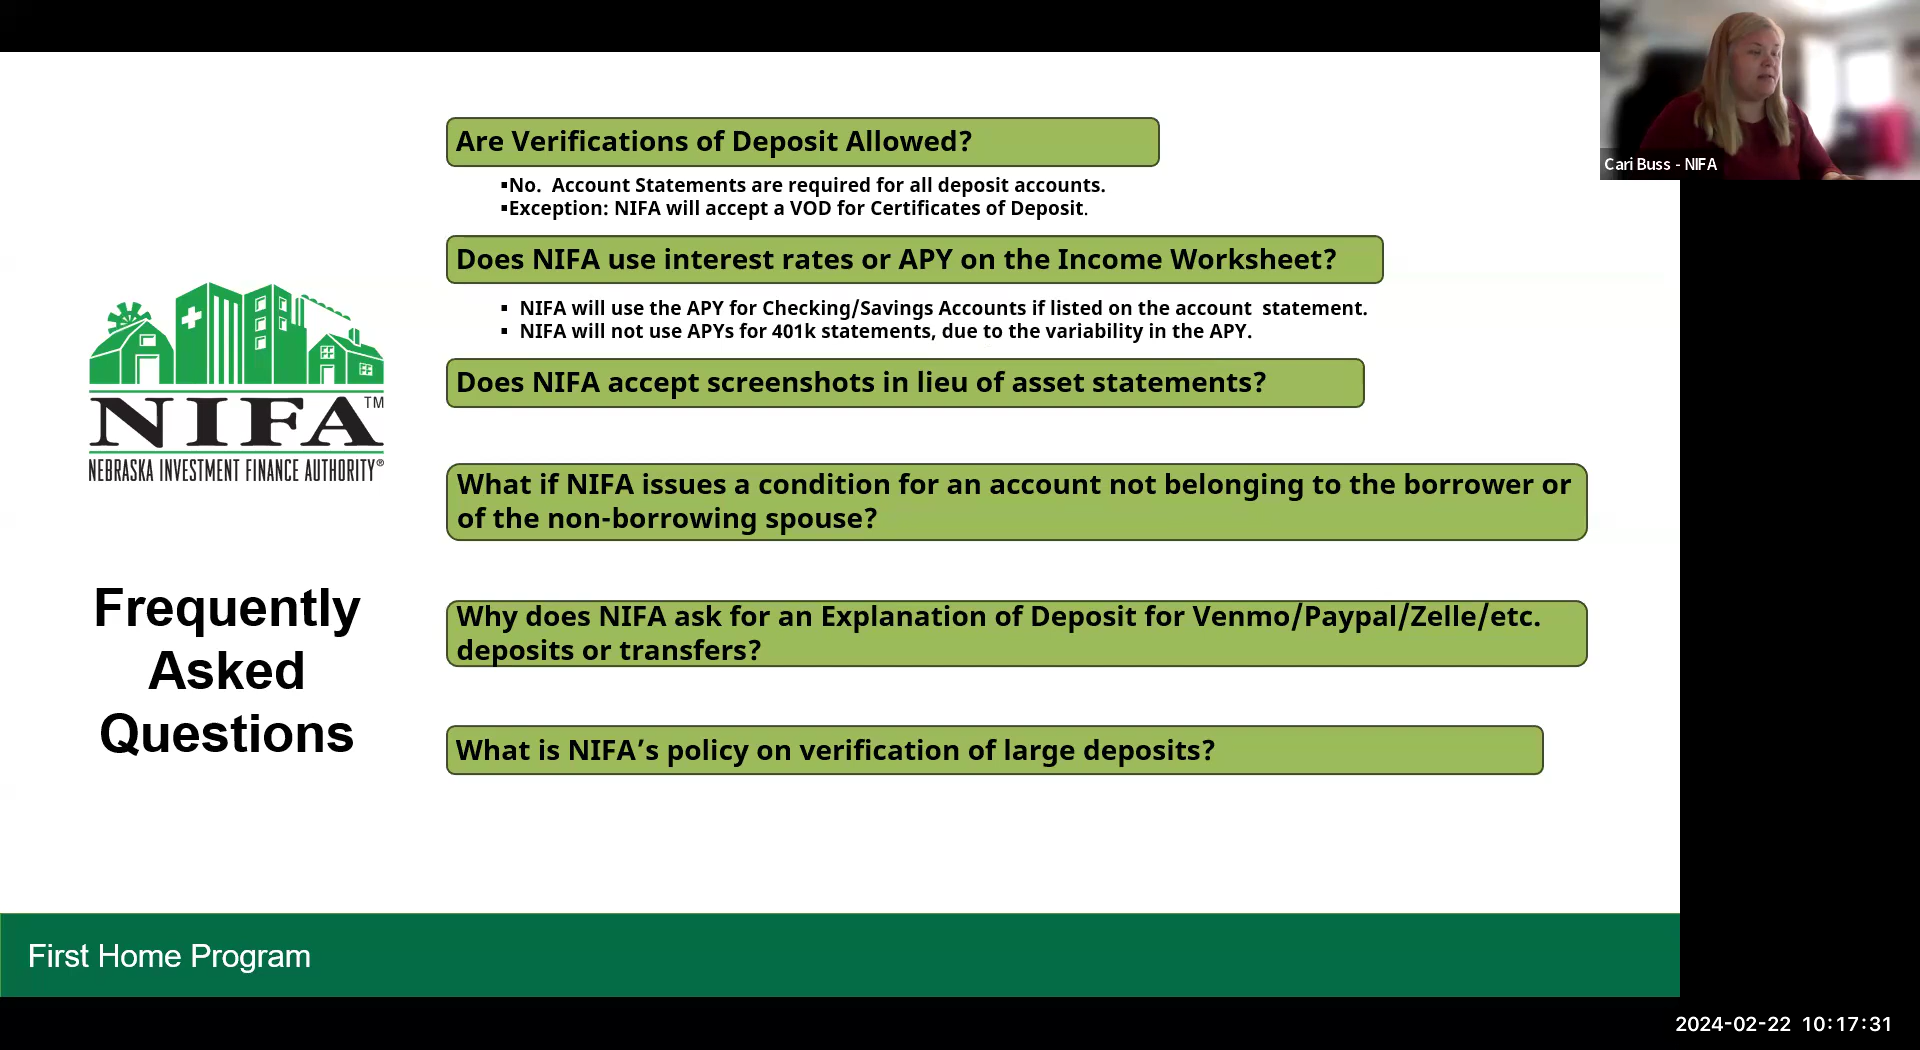 Cari Buss - NIFA
Are Verifications of Deposit Allowed?
▪No.  Account Statements are required for all deposit accounts.
▪Exception: NIFA will accept a VOD for Certificates of Deposit.
Does NIFA use interest rates or APY on the Income Worksheet?
▪ NIFA will use the APY for Checking/Savings Accounts if listed on the account  statement.
▪ NIFA will not use APYs for 401k statements, due to the variability in the APY.
Does NIFA accept screenshots in lieu of asset statements?
What if NIFA issues a condition for an account not belonging to the borrower or
of the non-borrowing spouse?
Why does NIFA ask for an Explanation of Deposit for Venmo/Paypal/Zelle/etc.
deposits or transfers?
What is NIFA’s policy on verification of large deposits?
NIFA™
NEBRASKA INVESTMENT FINANCE AUTHORITY®
Frequently
Asked
Questions
First Home Program
2024-02-22 10:17:31